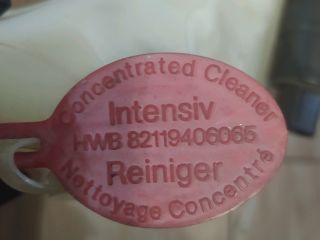 Concentrated Cleaner
Intensiv
HWB 82119406065
Reiniger
Nettoyage Concentré